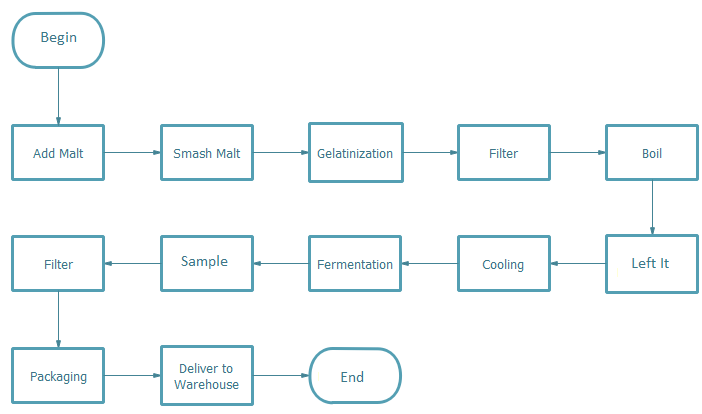 Begin
Add Malt
Smash Malt
Gelatinization
Filter
Boil
Left It
Cooling
Fermentation
Sample
Filter
Packaging
Deliver to
Warehouse
End